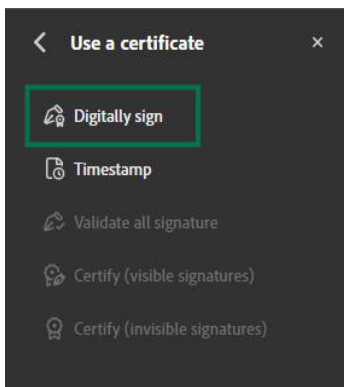 Use a certificate
Digitally sign
Timestamp
Validate all signature
Certify (visible signatures)
Certify (invisible signatures)